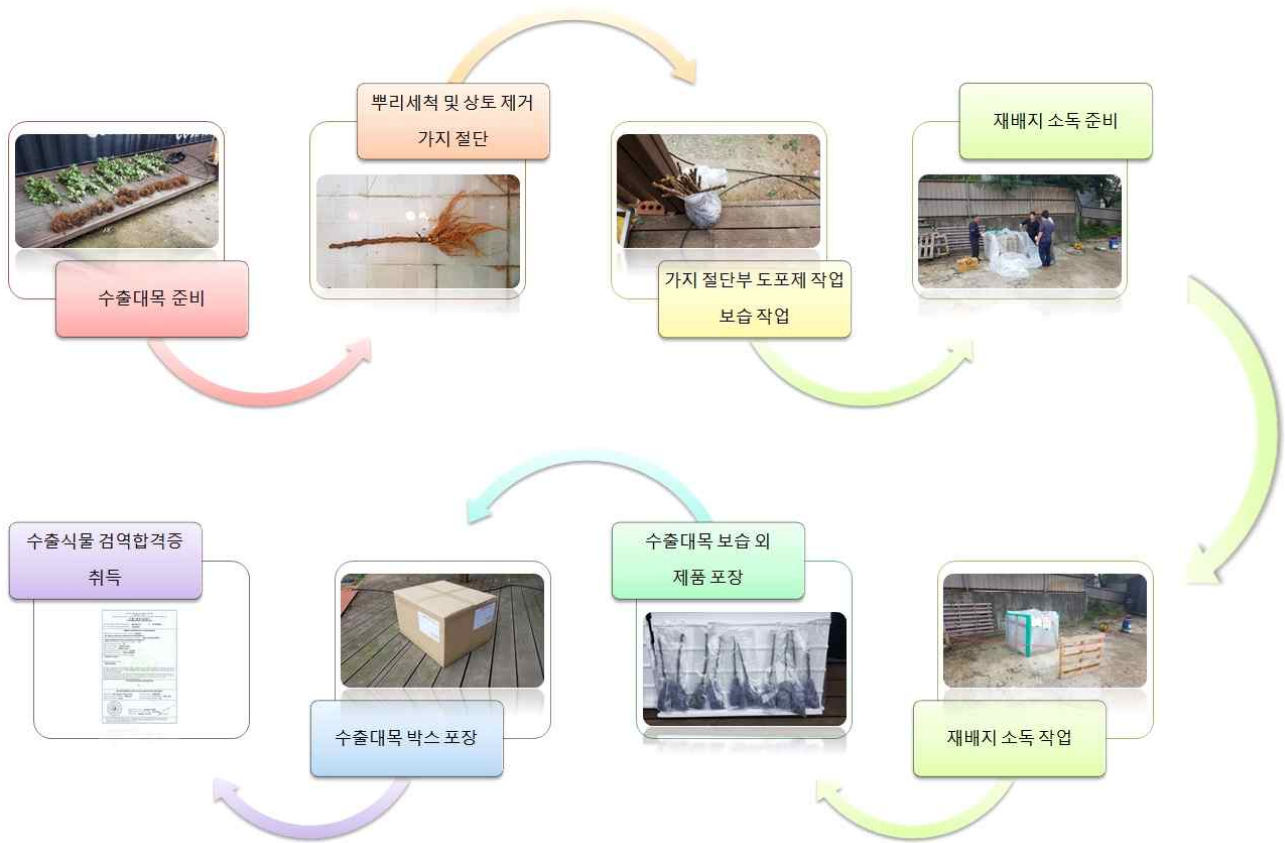 수출대목 준비
뿌리세척 및 상토 제거
가지 절단
가지 절단부 도포제 작업
보습 작업
재배지 소독 준비
재배지 소독 작업
수출대목 보습 외
제품 포장
수출대목 박스 포장
수출식물 검역합격증
취득